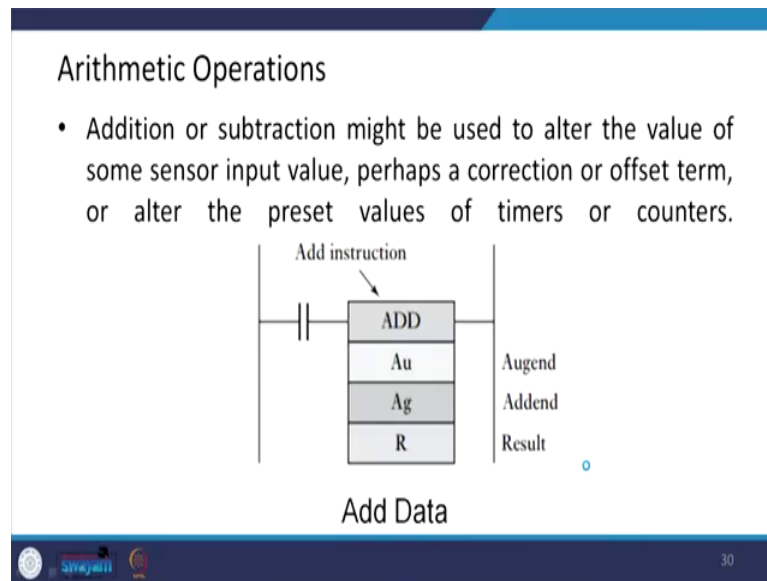 Arithmetic Operations
• Addition or subtraction might be used to alter the value of
some sensor input value, perhaps a correction or offset term,
or alter the preset values of timers or counters.
Add instruction
ADD
Au Augend
Ag Addend
R Result
Add Data
swayam 30